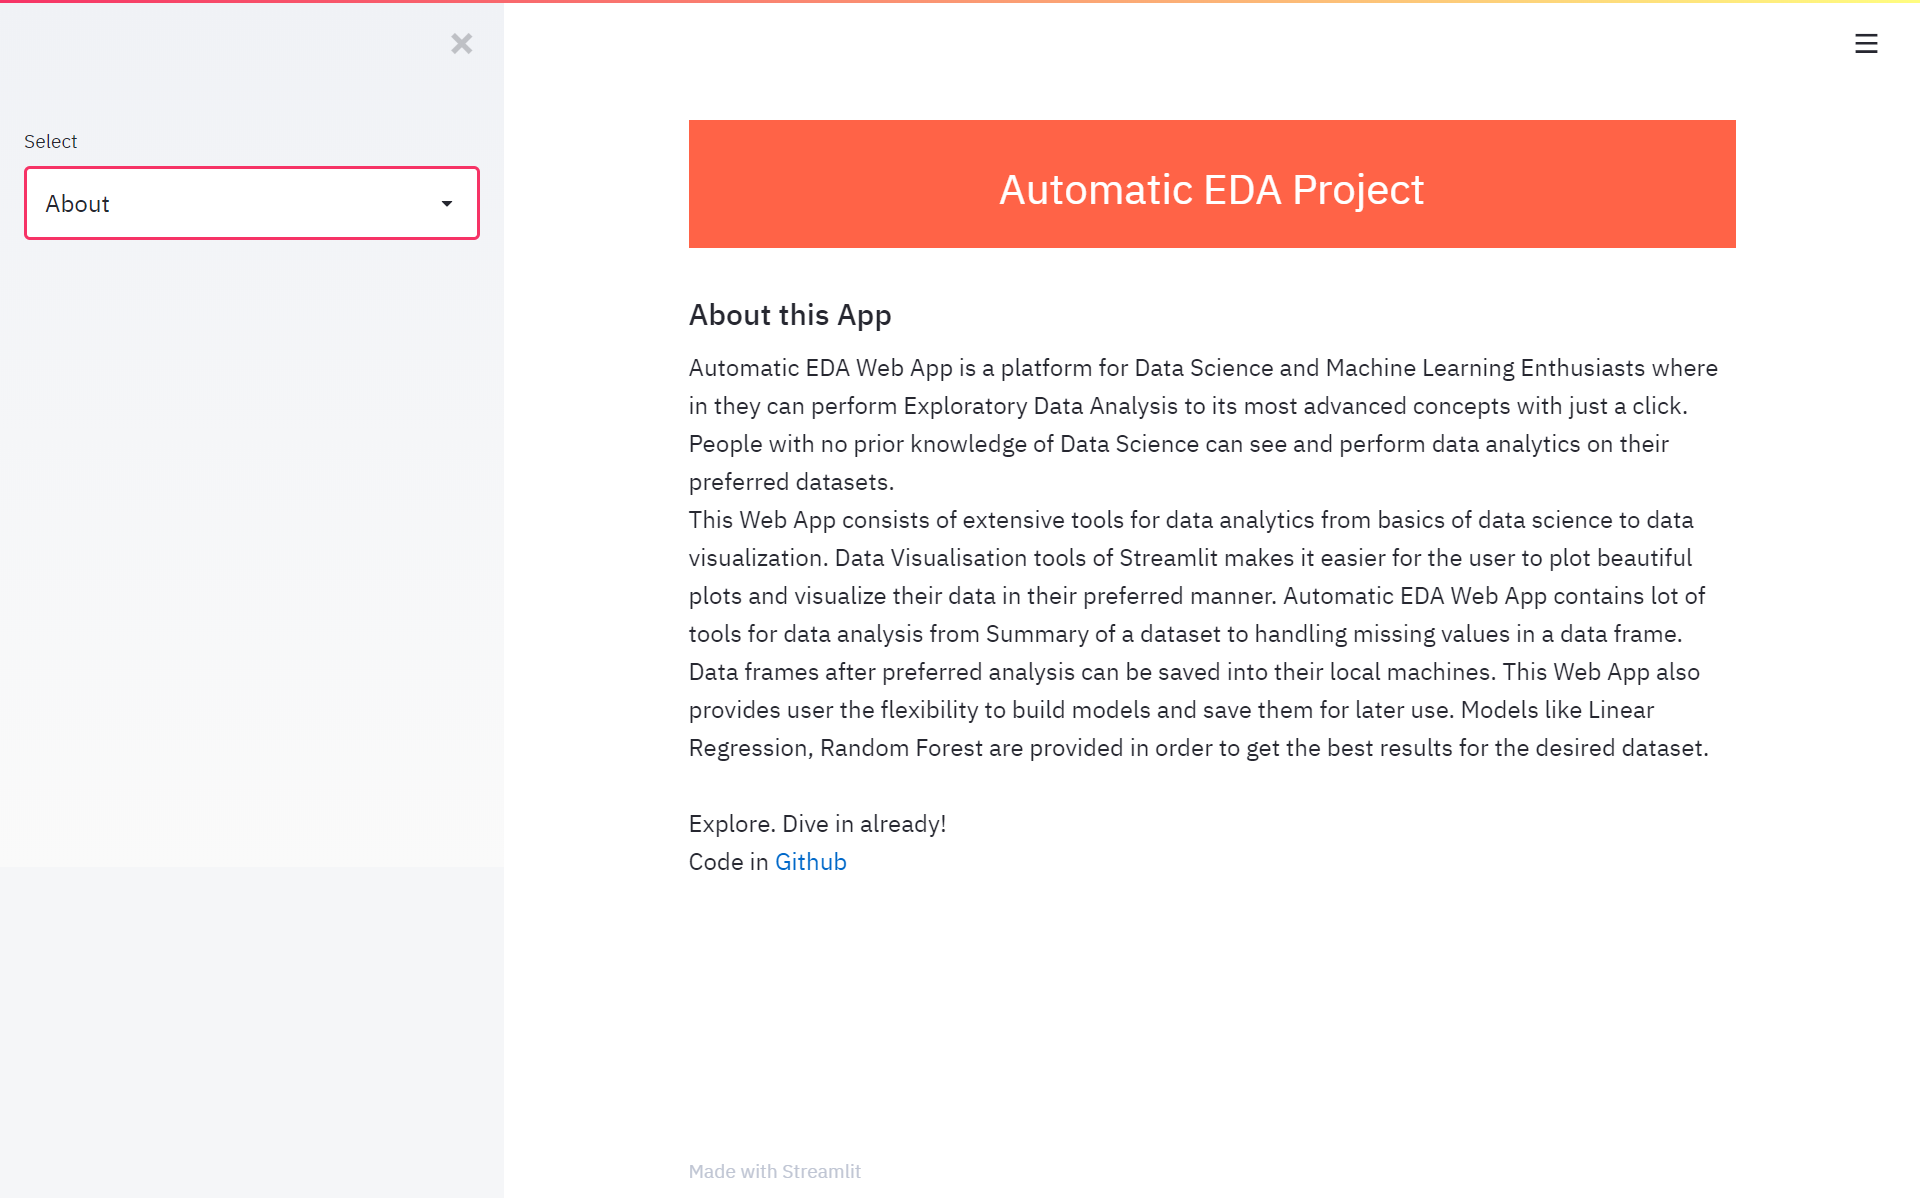 Select
About
Automatic EDA Project
About this App
Automatic EDA Web App is a platform for Data Science and Machine Learning Enthusiasts where
in they can perform Exploratory Data Analysis to its most advanced concepts with just a click.
People with no prior knowledge of Data Science can see and perform data analytics on their
preferred datasets.
This Web App consists of extensive tools for data analytics from basics of data science to data
visualization. Data Visualisation tools of Streamlit makes it easier for the user to plot beautiful
plots and visualize their data in their preferred manner. Automatic EDA Web App contains lot of
tools for data analysis from Summary of a dataset to handling missing values in a data frame.
Data frames after preferred analysis can be saved into their local machines. This Web App also
provides user the flexibility to build models and save them for later use. Models like Linear
Regression, Random Forest are provided in order to get the best results for the desired dataset.
Explore. Dive in already!
Code in Github
Made with Streamlit